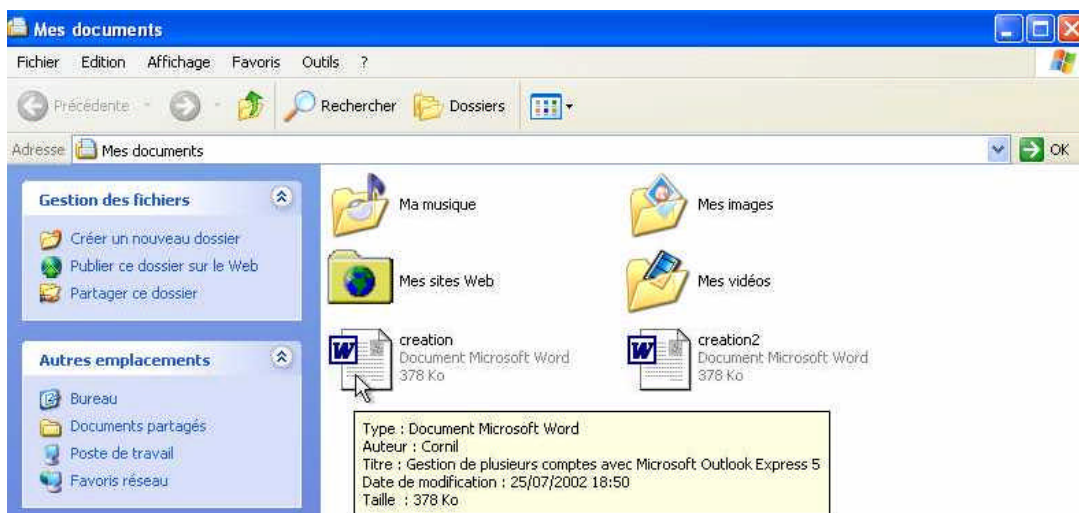 Mes documents
Fichier Edition Affichage Favoris Outils ?
Précédente Rechercher Dossiers
Adresse Mes documents OK
Gestion des fichiers
Créer un nouveau dossier
Publier ce dossier sur le Web
Partager ce dossier
Autres emplacements
Bureau
Documents partagés
Poste de travail
Favoris réseau
Ma musique
Mes images
Mes sites Web
Mes vidéos
creation
Document Microsoft Word
378 Ko
creation2
Document Microsoft Word
378 Ko
Type : Document Microsoft Word
Auteur : Cornil
Titre : Gestion de plusieurs comptes avec Microsoft Outlook Express 5
Date de modification : 25/07/2002 18:50
Taille : 378 Ko